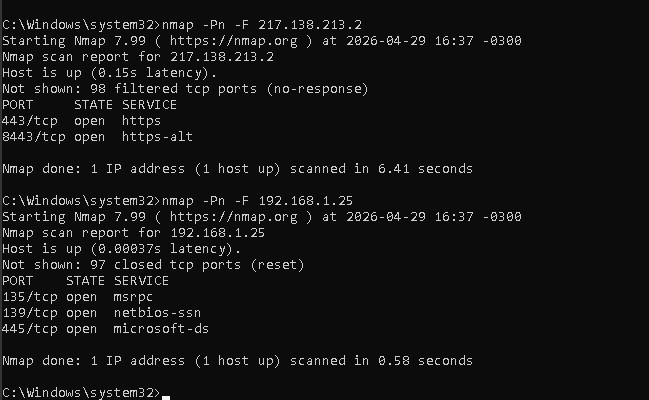 C:\Windows\system32>nmap -Pn -F 217.138.213.2
Starting Nmap 7.99 ( https://nmap.org ) at 2026-04-29 16:37 -0300
Nmap scan report for 217.138.213.2
Host is up (0.15s latency).
Not shown: 98 filtered tcp ports (no-response)
PORT     STATE SERVICE
443/tcp  open  https
8443/tcp open  https-alt
Nmap done: 1 IP address (1 host up) scanned in 6.41 seconds
C:\Windows\system32>nmap -Pn -F 192.168.1.25
Starting Nmap 7.99 ( https://nmap.org ) at 2026-04-29 16:37 -0300
Nmap scan report for 192.168.1.25
Host is up (0.00037s latency).
Not shown: 97 closed tcp ports (reset)
PORT    STATE SERVICE
135/tcp open  msrpc
139/tcp open  netbios-ssn
445/tcp open  microsoft-ds
Nmap done: 1 IP address (1 host up) scanned in 0.58 seconds
C:\Windows\system32>